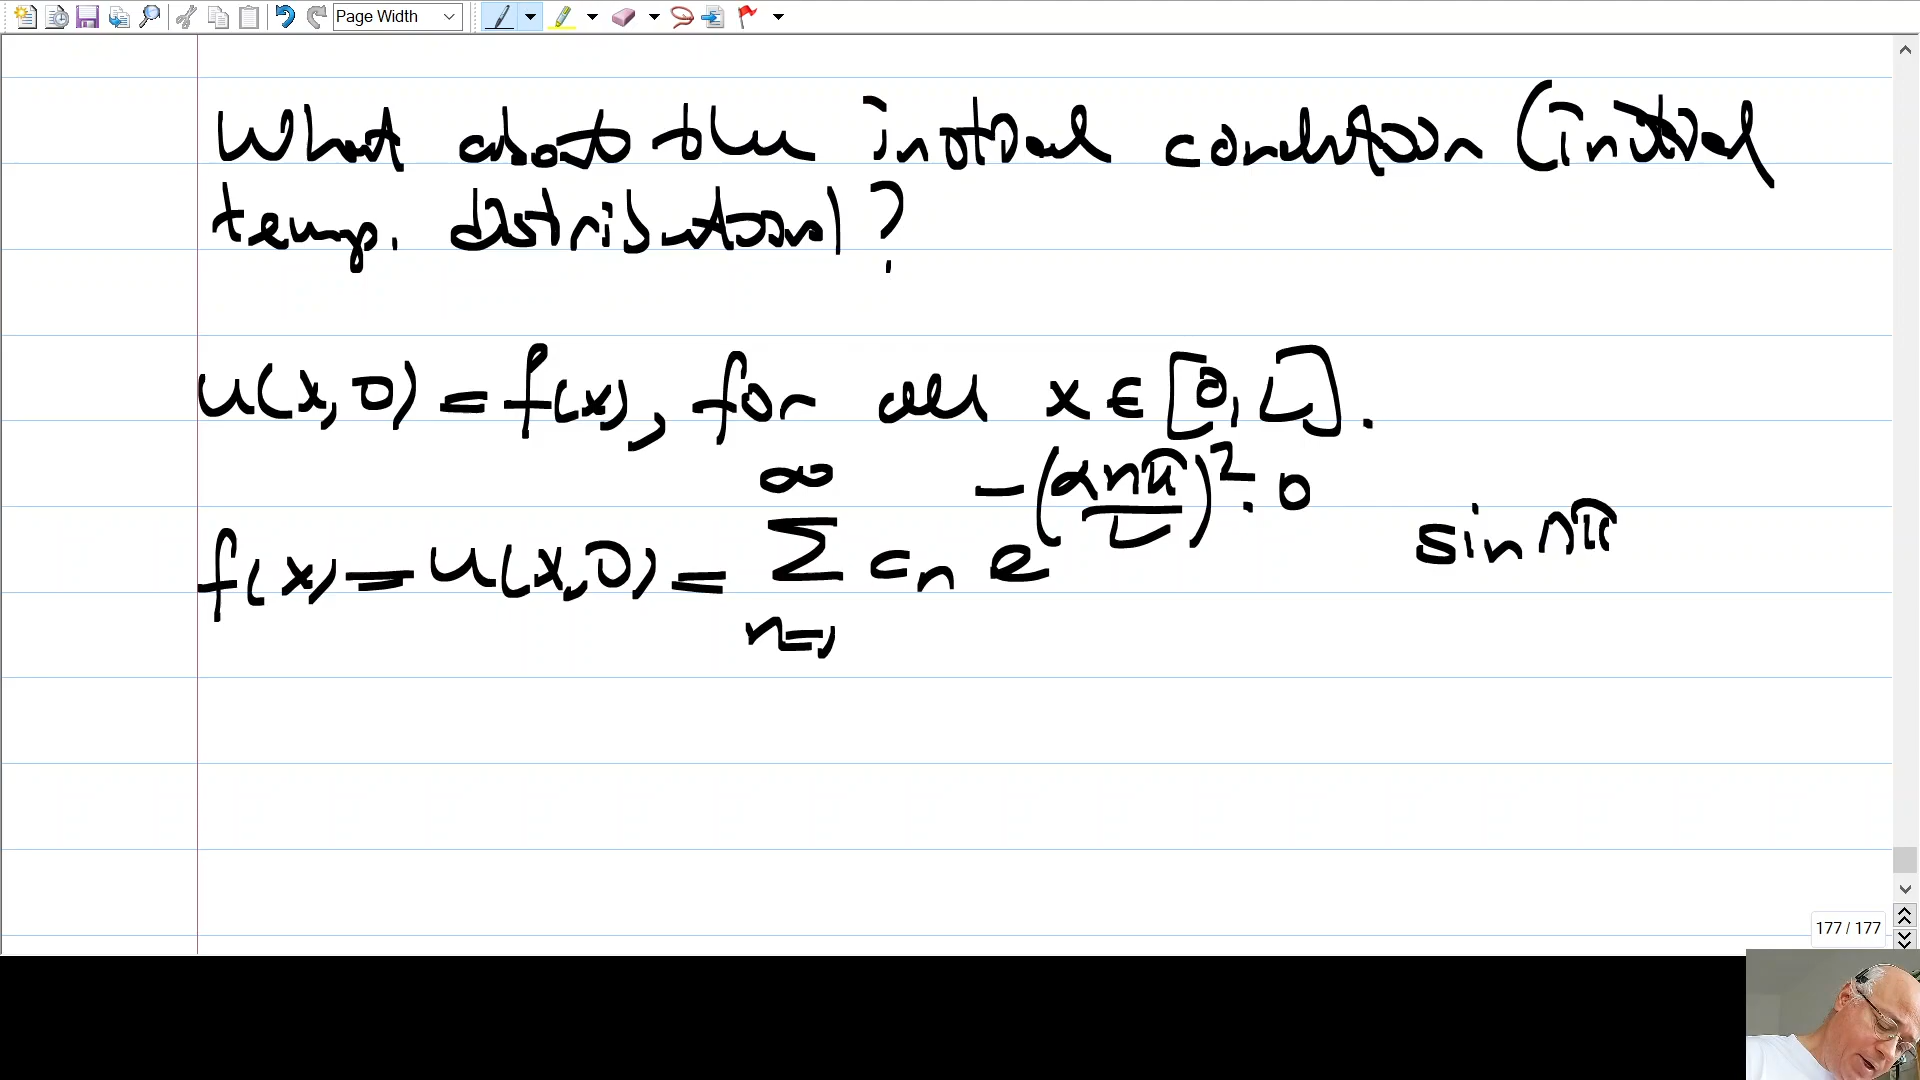 Page Width
What about the initial condition (initial
temp. distribution)?
u(x,0) = f(x), for all x ∈ [0, L].
f(x) = u(x,0) = ∑_{n=1}^{∞} c_n e^{-(αnπ/L)^2 · 0} sin nπ
177 / 177